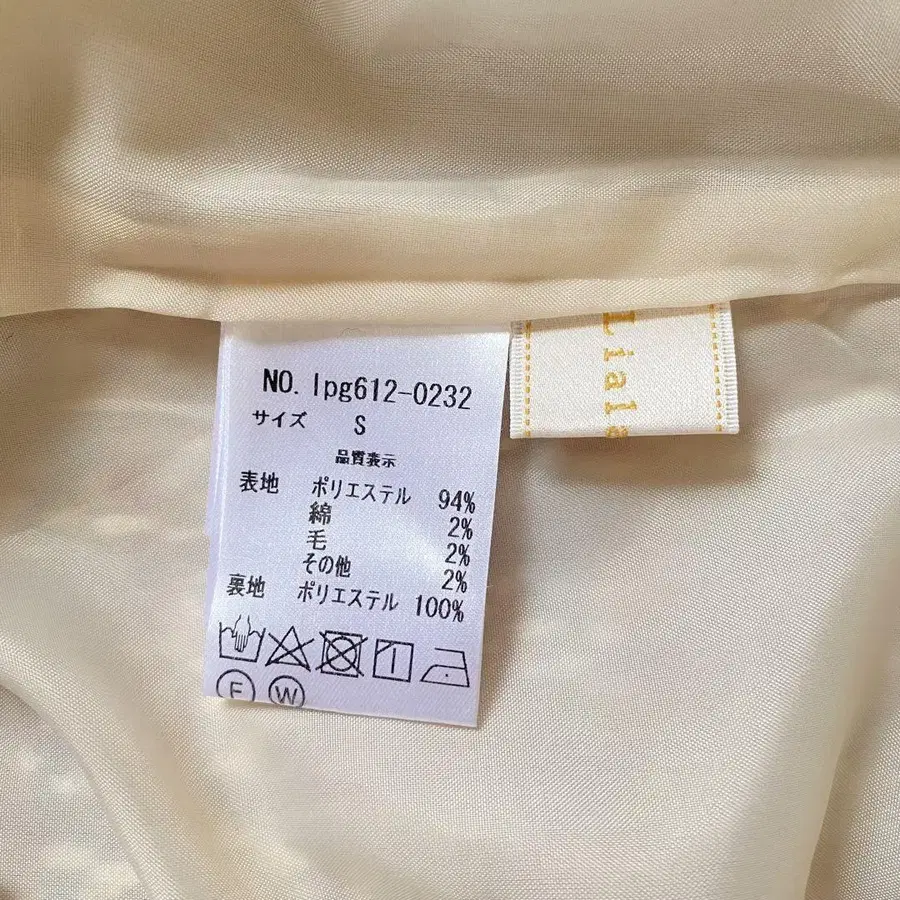 NO. lpg612-0232
サイズ S
品質表示
表地 ポリエステル 94%
綿 2%
毛 2%
その他 2%
裏地 ポリエステル 100%
F W
Liala